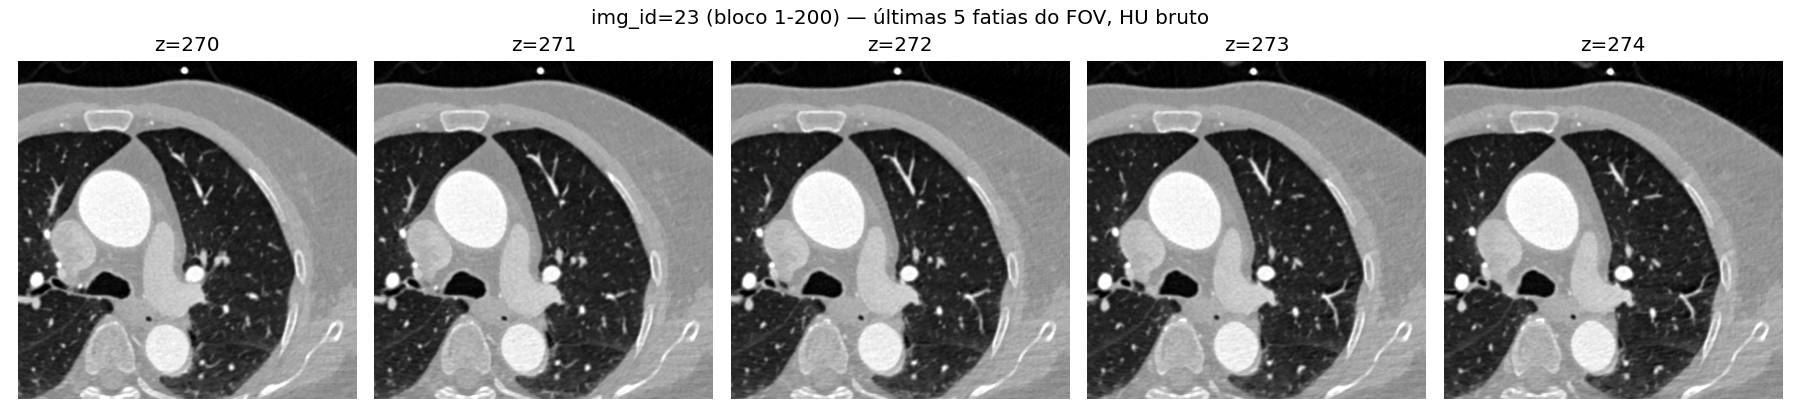 img_id=23 (bloco 1-200) — últimas 5 fatias do FOV, HU bruto
z=270 z=271 z=272 z=273 z=274